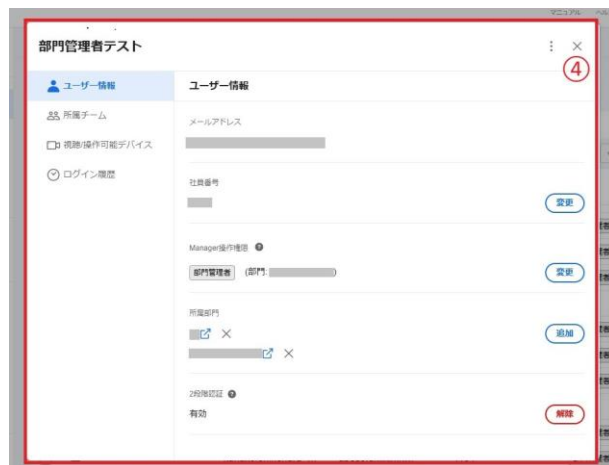 マニュアル
部門管理者テスト
④
ユーザー情報
所属チーム
視聴/操作可能デバイス
ログイン履歴
ユーザー情報
メールアドレス
社員番号
変更
Manager操作権限
部門管理者 (部門: )
変更
所属部門
追加
2段階認証
有効
解除